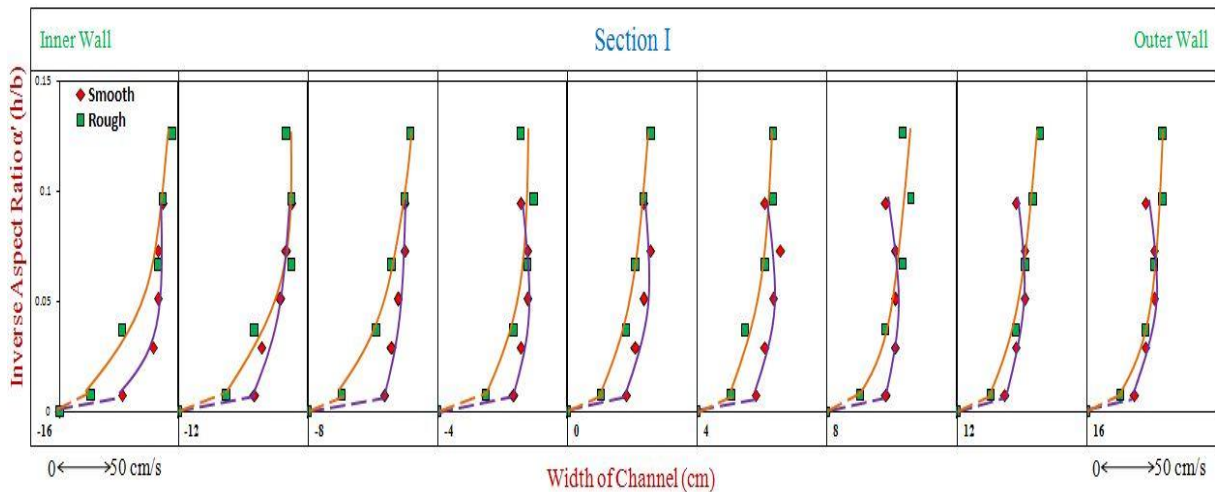 Inner Wall
Section I
Outer Wall
Inverse Aspect Ratio α' (h/b)
0.15
0.1
0.05
0
Smooth
Rough
-16
-12
-8
-4
0
4
8
12
16
0 50 cm/s
Width of Channel (cm)
0 50 cm/s